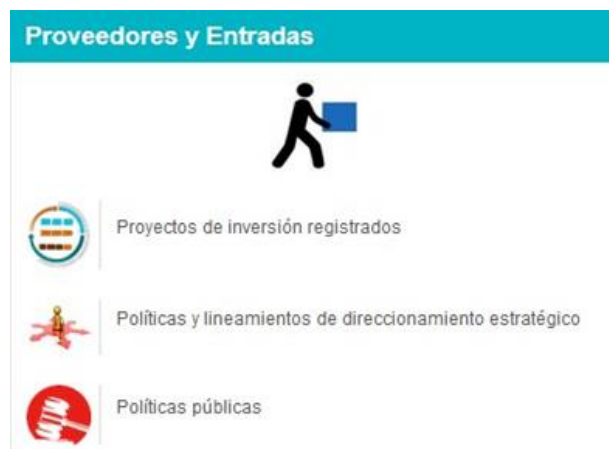 Proveedores y Entradas
Proyectos de inversión registrados
Políticas y lineamientos de direccionamiento estratégico
Políticas públicas